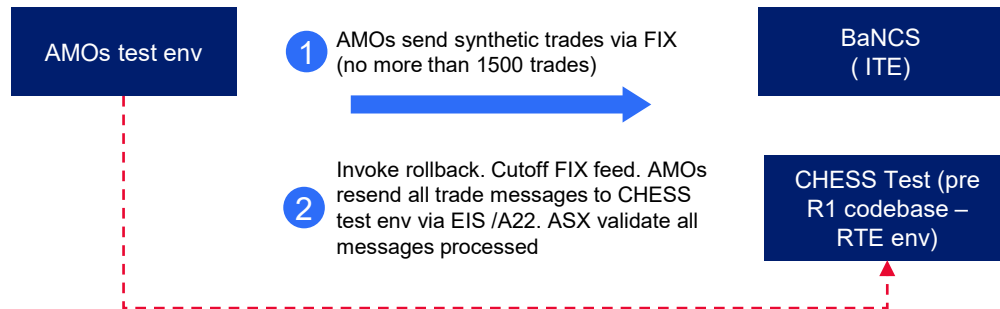 AMOs test env
1
AMOs send synthetic trades via FIX
(no more than 1500 trades)
BaNCS
( ITE)
2
Invoke rollback. Cutoff FIX feed. AMOs
resend all trade messages to CHESS
test env via EIS /A22. ASX validate all
messages processed
CHESS Test (pre
R1 codebase –
RTE env)